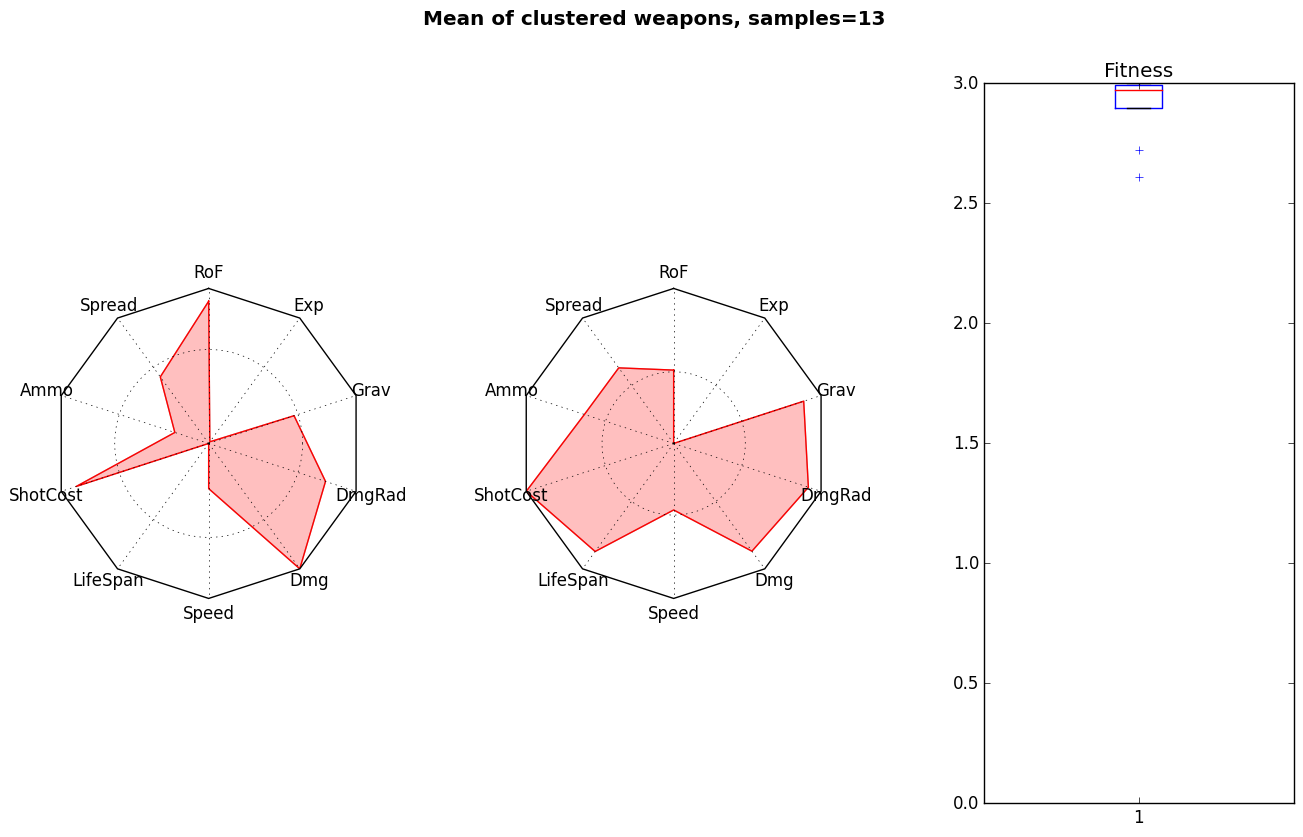 Mean of clustered weapons, samples=13
RoF
Exp
Spread
Grav
Ammo
DmgRad
ShotCost
Dmg
LifeSpan
Speed
RoF
Exp
Spread
Grav
Ammo
DmgRad
ShotCost
Dmg
LifeSpan
Speed
Fitness
3.0
2.5
2.0
1.5
1.0
0.5
0.0
1